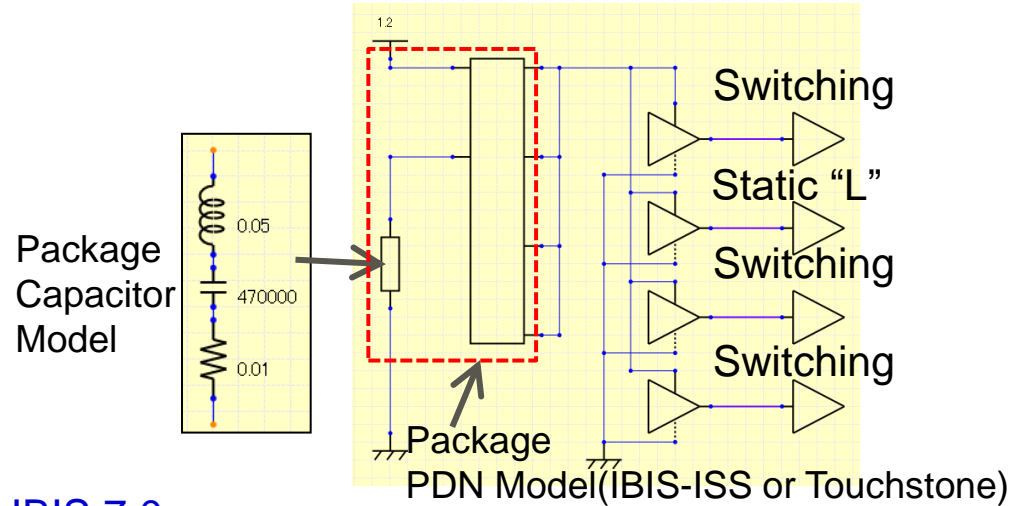 1.2
Switching
Static “L”
Switching
Switching
Package
Capacitor
Model
0.05
470000
0.01
Package
PDN Model(IBIS-ISS or Touchstone)